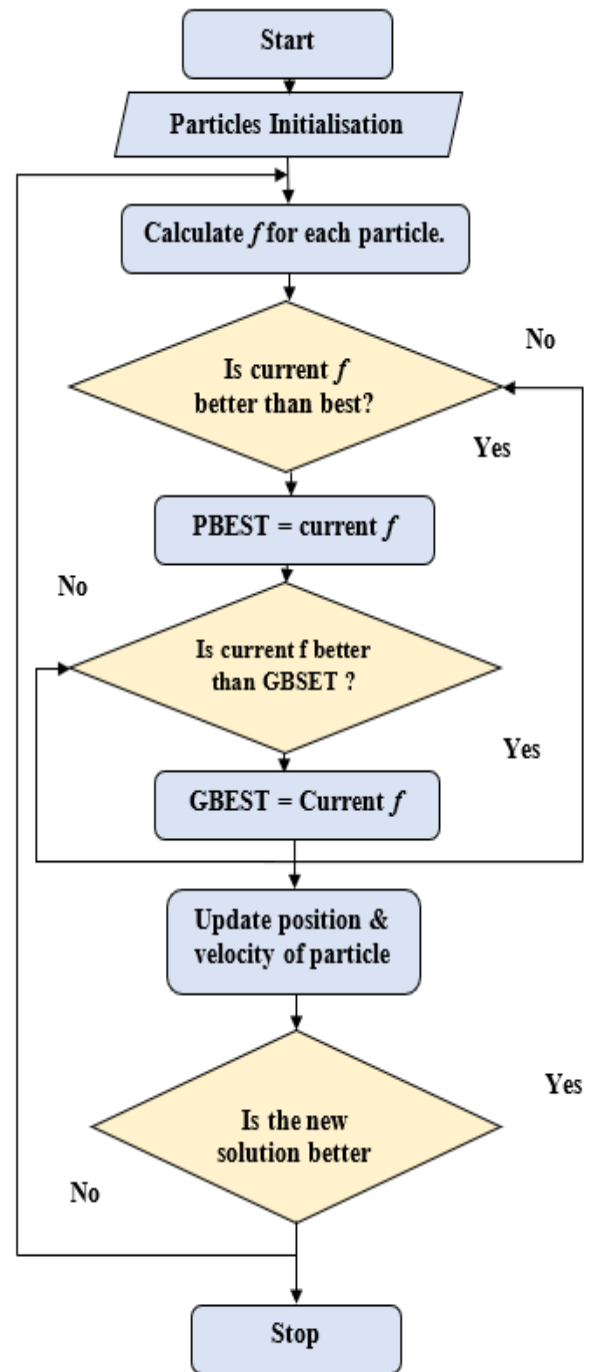 Start
Particles Initialisation
Calculate f for each particle.
No
Is current f
better than best?
Yes
PBEST = current f
No
Is current f better
than GBSET ?
Yes
GBEST = Current f
Update position &
velocity of particle
Yes
Is the new
solution better
No
Stop